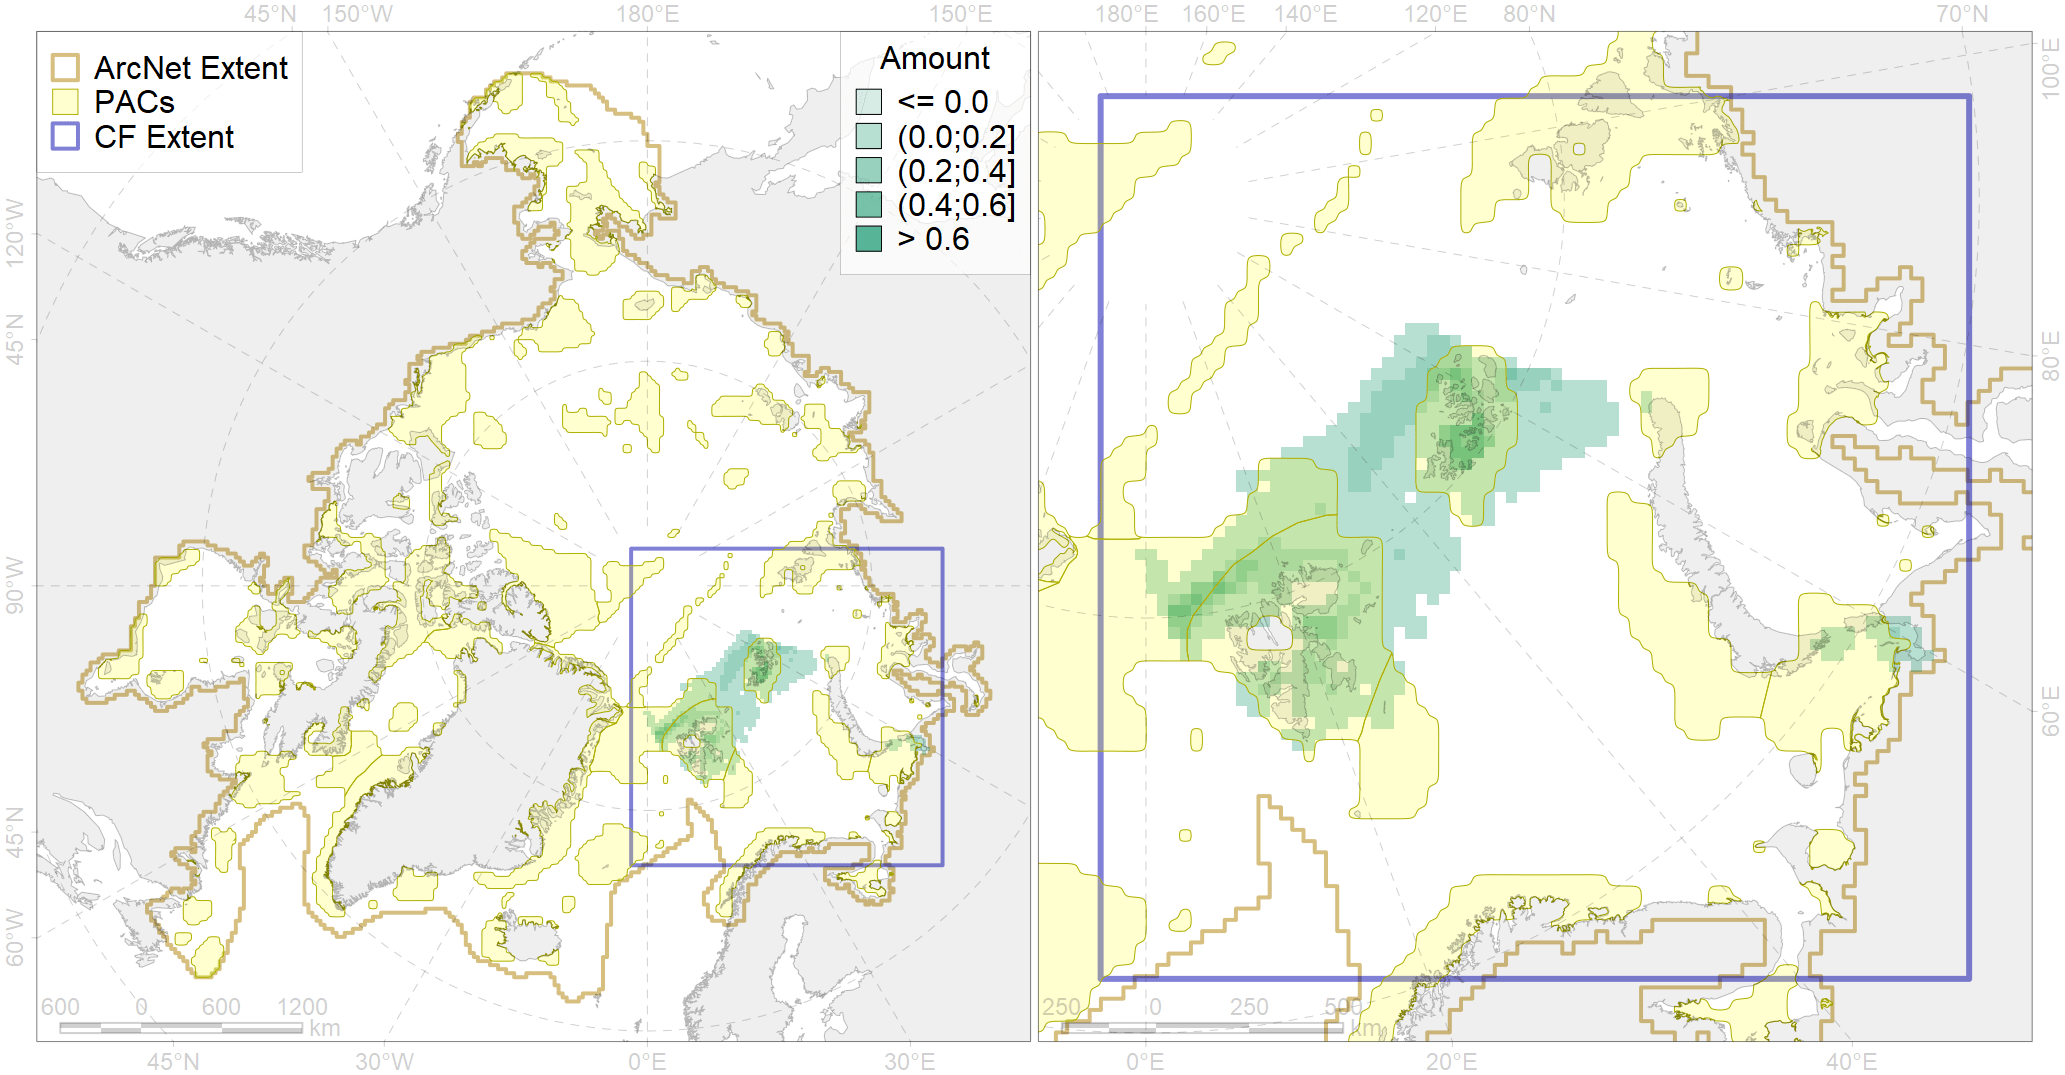 45°N 150°W 180°E 150°E 180°E 160°E 140°E 120°E 80°N 70°N
ArcNet Extent
PACs
CF Extent
Amount
<= 0.0
(0.0;0.2]
(0.2;0.4]
(0.4;0.6]
> 0.6
120°W
45°N
90°W
45°N
60°W
100°E
80°E
60°E
600 0 600 1200
km
250 0 250 500
km
45°N 30°W 0°E 30°E 0°E 20°E 40°E